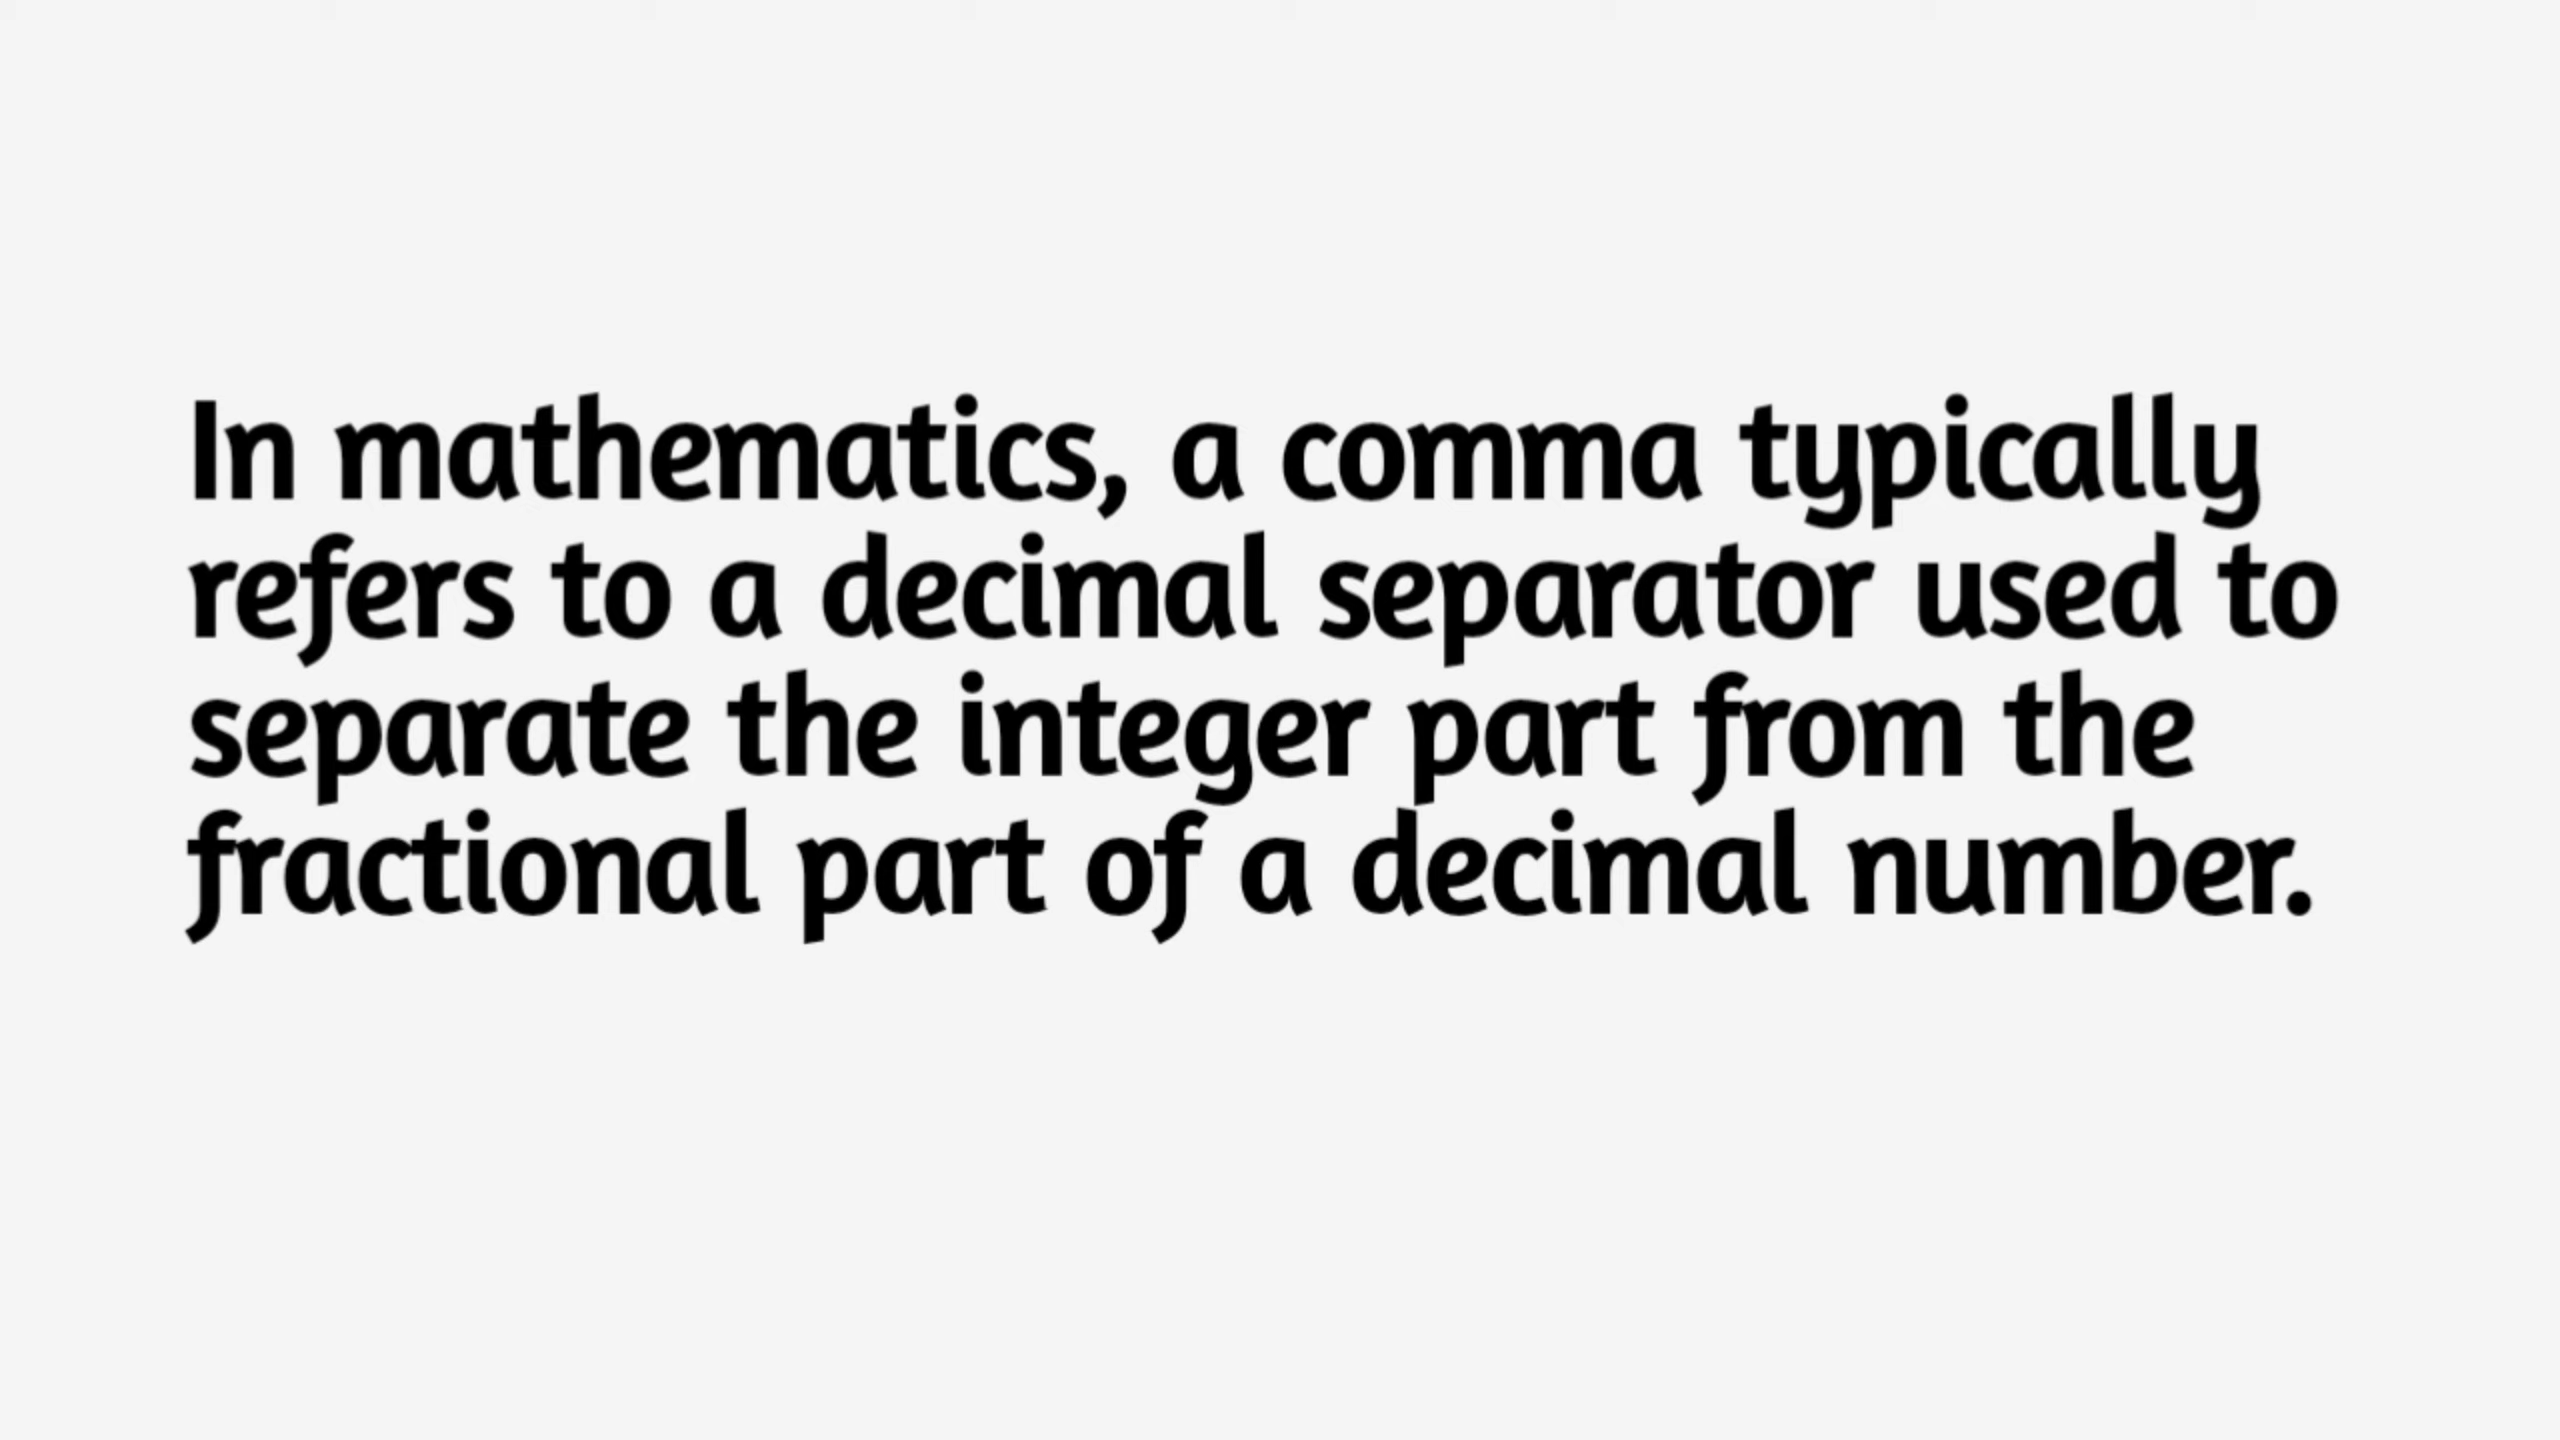 In mathematics, a comma typically
refers to a decimal separator used to
separate the integer part from the
fractional part of a decimal number.